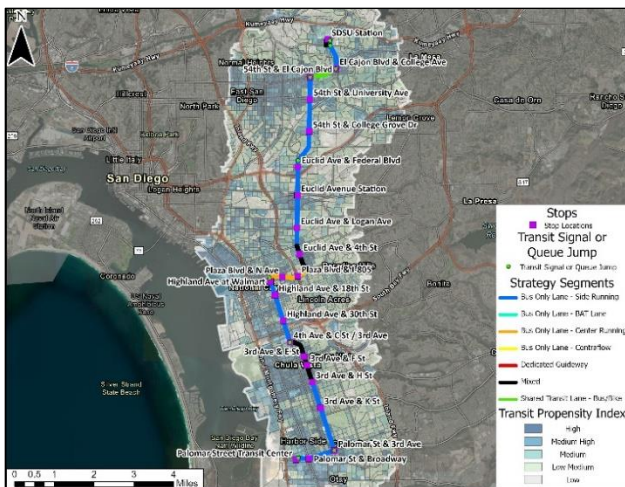 N
Kumeyaay Hwy
SDSU Station
Normal Heights
El Cajon Blvd & College Ave
54th St & El Cajon Blvd
East San Diego
54th St & University Ave
North Park
54th St & College Grove Dr
Lemon Grove
Casa de Oro
Balboa Park
Little Italy
Euclid Ave & Federal Blvd
San Diego
Logan Heights
Euclid Avenue Station
La Presa
Euclid Ave & Logan Ave
Euclid Ave & 4th St
Coronado
Plaza Blvd & N Ave
Plaza Blvd & I-805
Highland Ave at Walmart
Lincoln Acres
Bonita
Highland Ave & 18th St
Highland Ave & 30th St
4th Ave & C St / 3rd Ave
3rd Ave & E St
3rd Ave & F St
Chula Vista
3rd Ave & H St
Silver Strand
State Beach
3rd Ave & K St
Harbor Side
Palomar St & 3rd Ave
Palomar Street Transit Center
Palomar St & Broadway
Otay
0 0.5 1 2 3 4
Miles
Stops
Stop Locations
Transit Signal or
Queue Jump
Transit Signal or Queue Jump
Strategy Segments
Bus Only Lane - Side Running
Bus Only Lane - BAT Lane
Bus Only Lane - Center Running
Bus Only Lane - Contraflow
Dedicated Guideway
Mixed
Shared Transit Lane - Bus/Bike
Transit Propensity Index
High
Medium High
Medium
Low Medium
Low